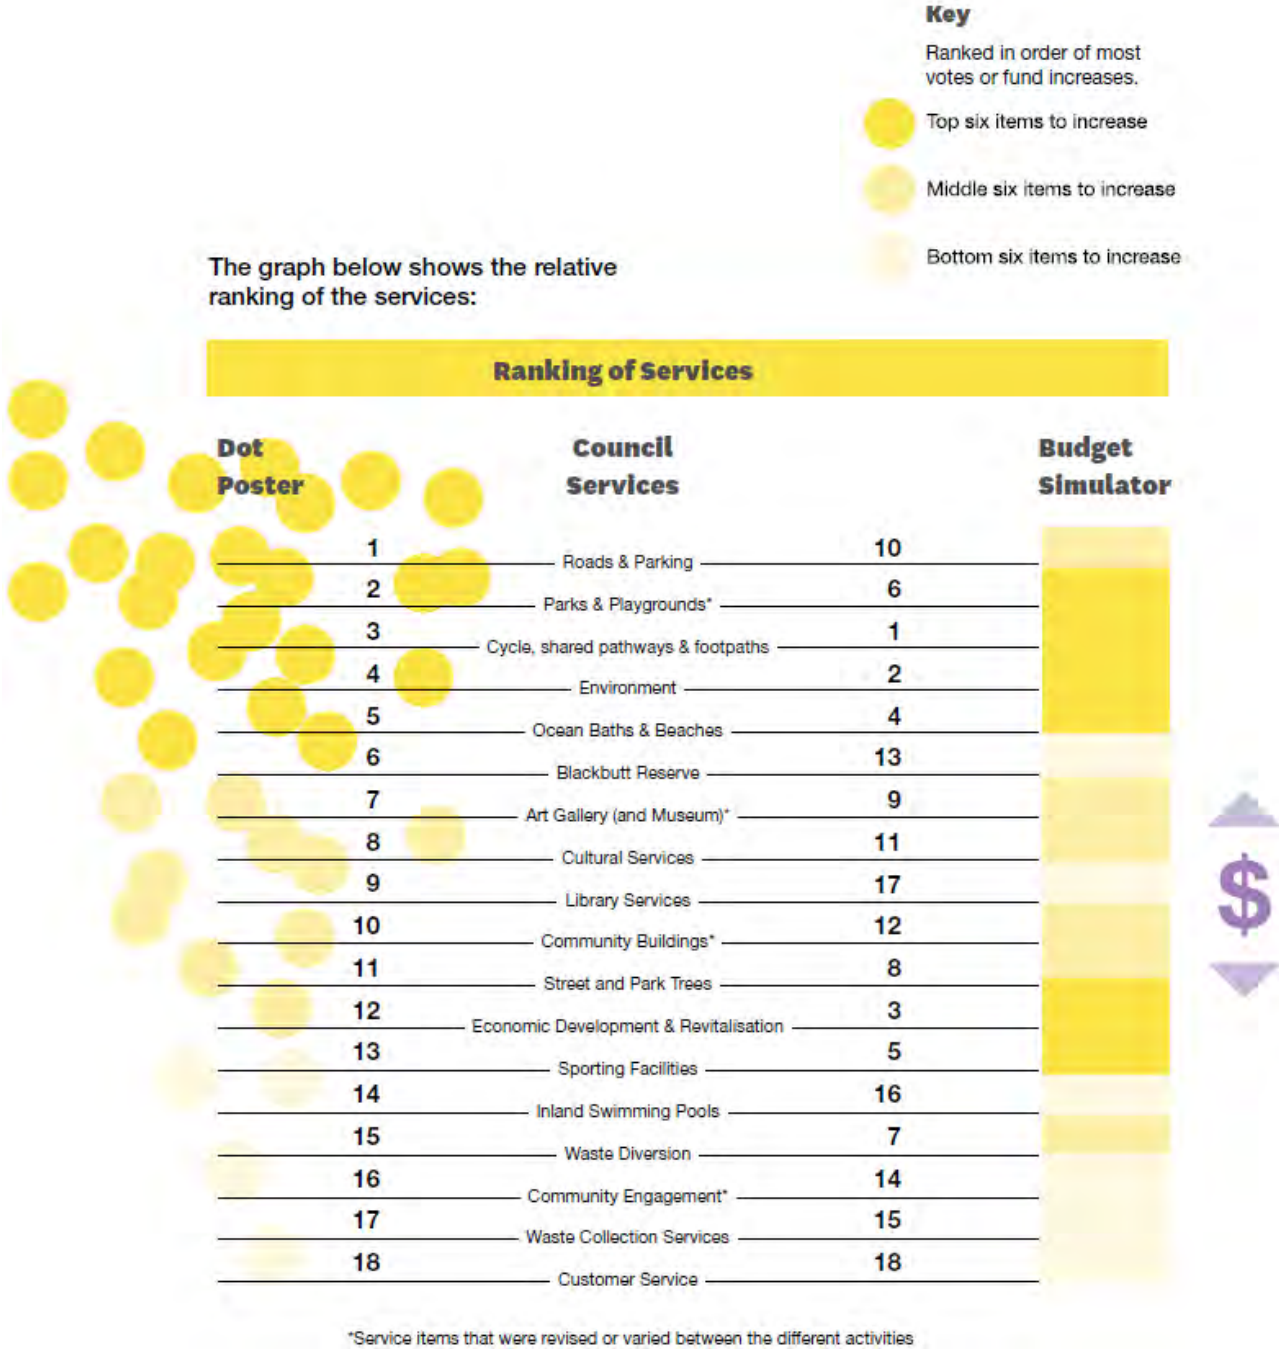 Key
Ranked in order of most
votes or fund increases.
Top six items to increase
Middle six items to increase
Bottom six items to increase
The graph below shows the relative
ranking of the services:
Ranking of Services
Dot Poster
Council Services
Budget Simulator
1 Roads & Parking 10
2 Parks & Playgrounds* 6
3 Cycle, shared pathways & footpaths 1
4 Environment 2
5 Ocean Baths & Beaches 4
6 Blackbutt Reserve 13
7 Art Gallery (and Museum)* 9
8 Cultural Services 11
9 Library Services 17
10 Community Buildings* 12
11 Street and Park Trees 8
12 Economic Development & Revitalisation 3
13 Sporting Facilities 5
14 Inland Swimming Pools 16
15 Waste Diversion 7
16 Community Engagement* 14
17 Waste Collection Services 15
18 Customer Service 18
$
*Service items that were revised or varied between the different activities